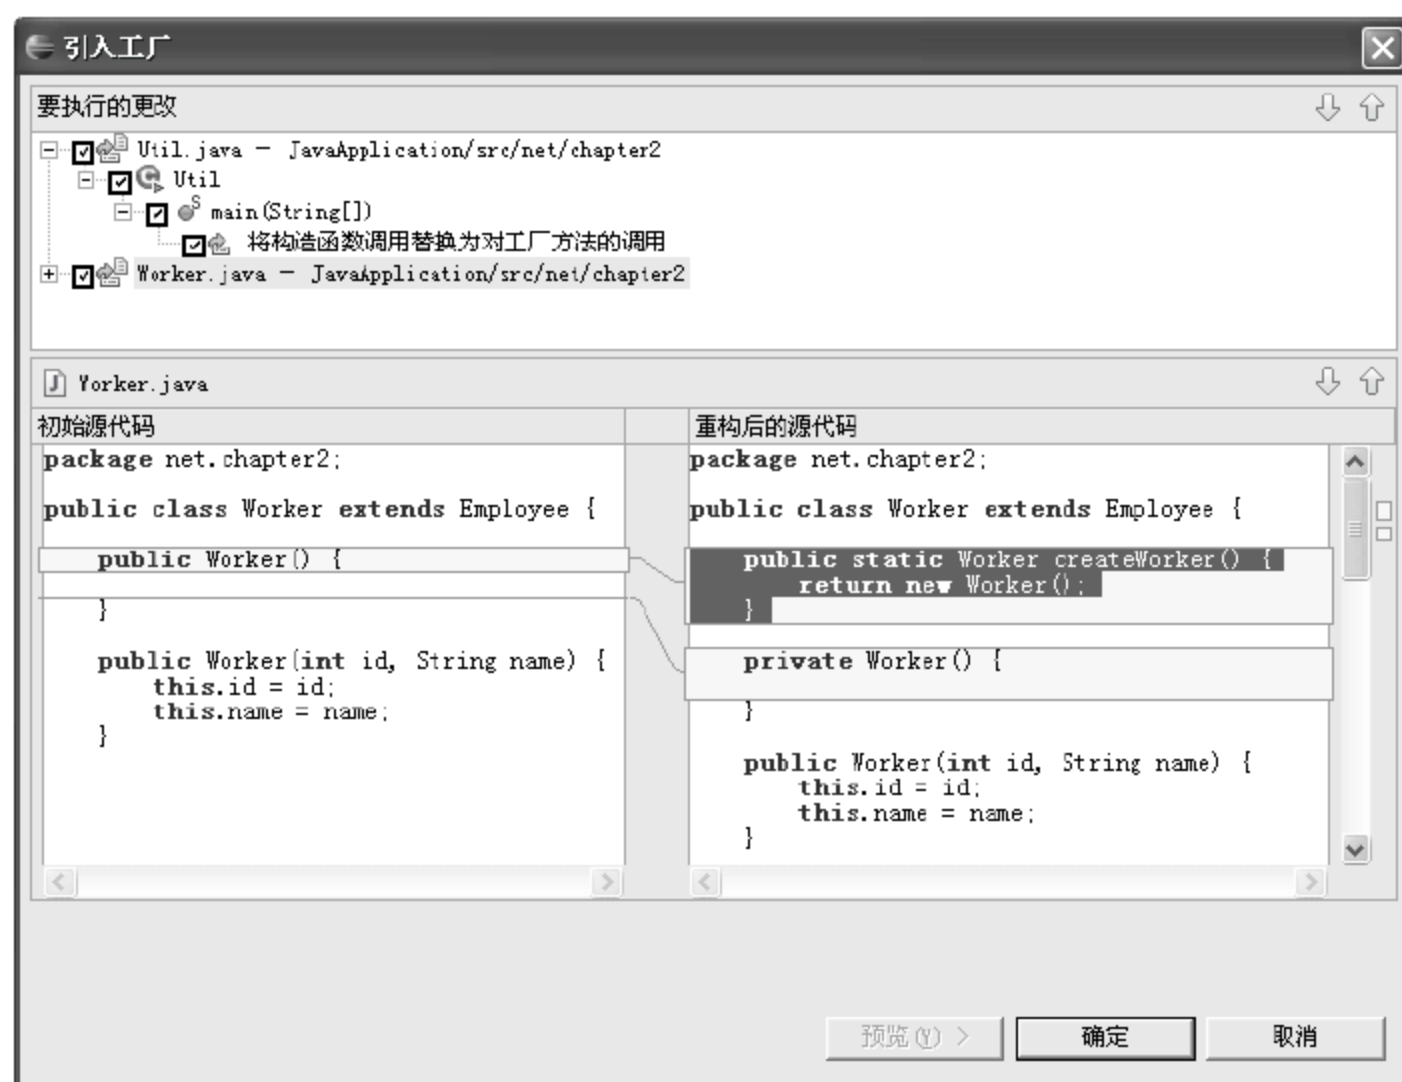 引入工厂
要执行的更改
Util.java - JavaApplication/src/net/chapter2
Util
main(String[])
将构造函数调用替换为对工厂方法的调用
Worker.java - JavaApplication/src/net/chapter2
Worker.java
初始源代码
重构后的源代码
package net.chapter2;
public class Worker extends Employee {
public Worker() {
}
public Worker(int id, String name) {
this.id = id;
this.name = name;
}
package net.chapter2;
public class Worker extends Employee {
public static Worker createWorker() {
return new Worker();
}
private Worker() {
}
public Worker(int id, String name) {
this.id = id;
this.name = name;
}
预览(Y) >
确定
取消